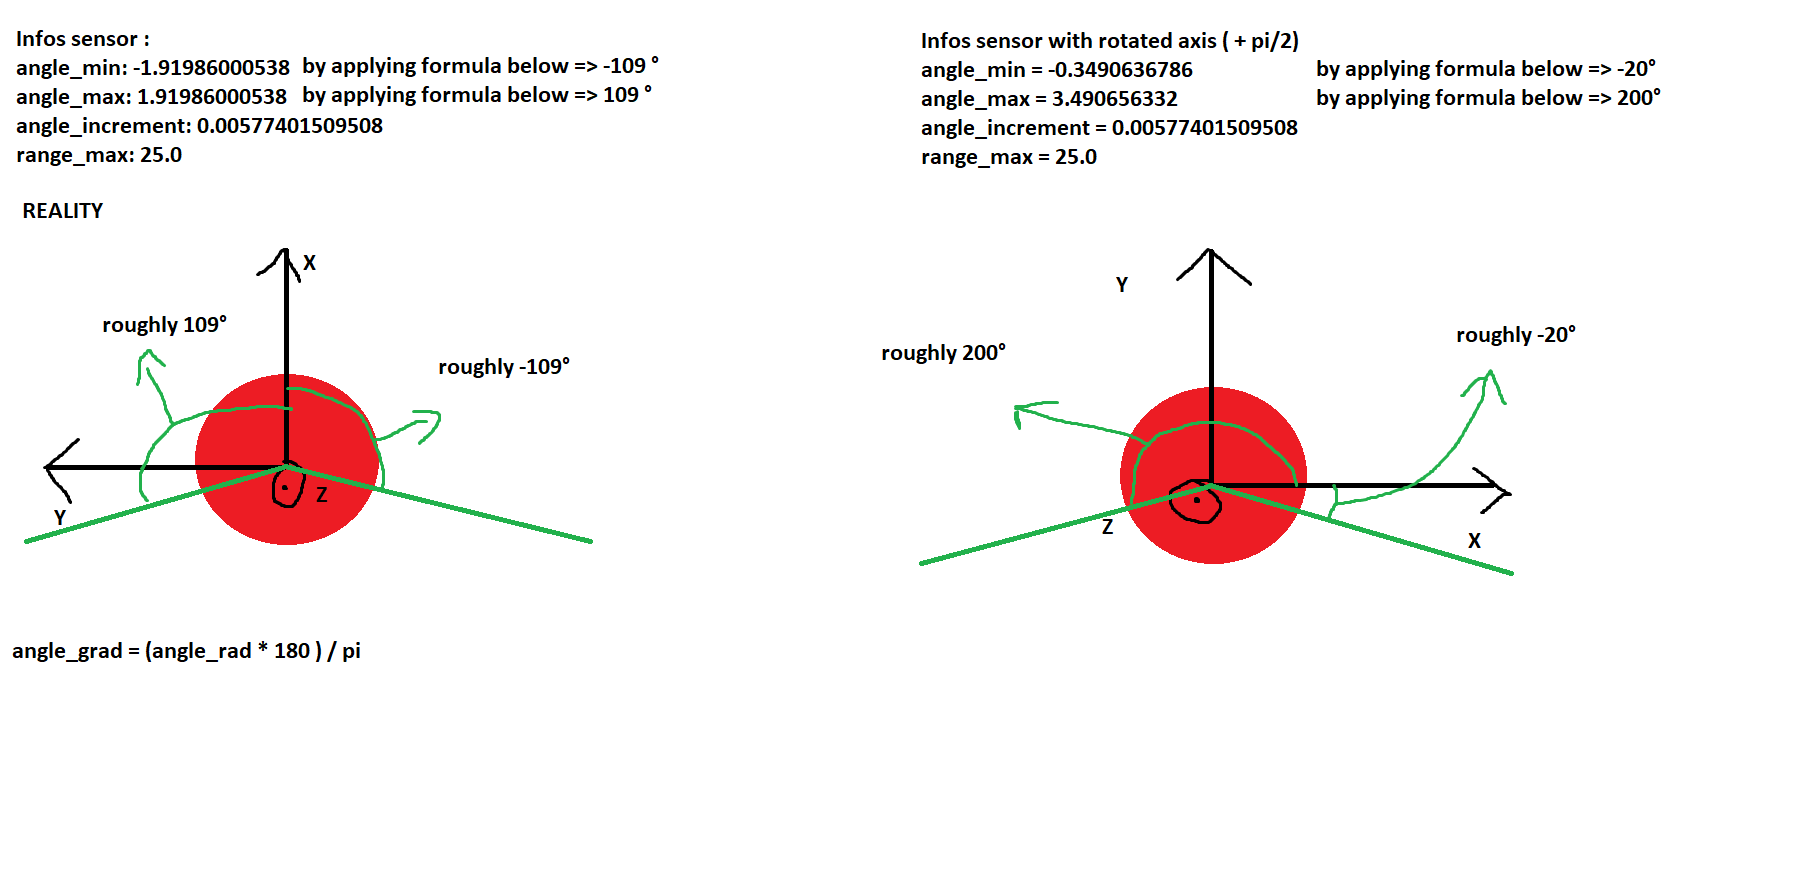 Infos sensor :
angle_min: -1.91986000538 by applying formula below => -109 °
angle_max: 1.91986000538 by applying formula below => 109 °
angle_increment: 0.00577401509508
range_max: 25.0
REALITY
X
roughly 109°
roughly -109°
Y
Z
angle_grad = (angle_rad * 180 ) / pi
Infos sensor with rotated axis ( + pi/2)
angle_min = -0.3490636786 by applying formula below => -20°
angle_max = 3.490656332 by applying formula below => 200°
angle_increment = 0.00577401509508
range_max = 25.0
Y
roughly 200°
roughly -20°
Z
X